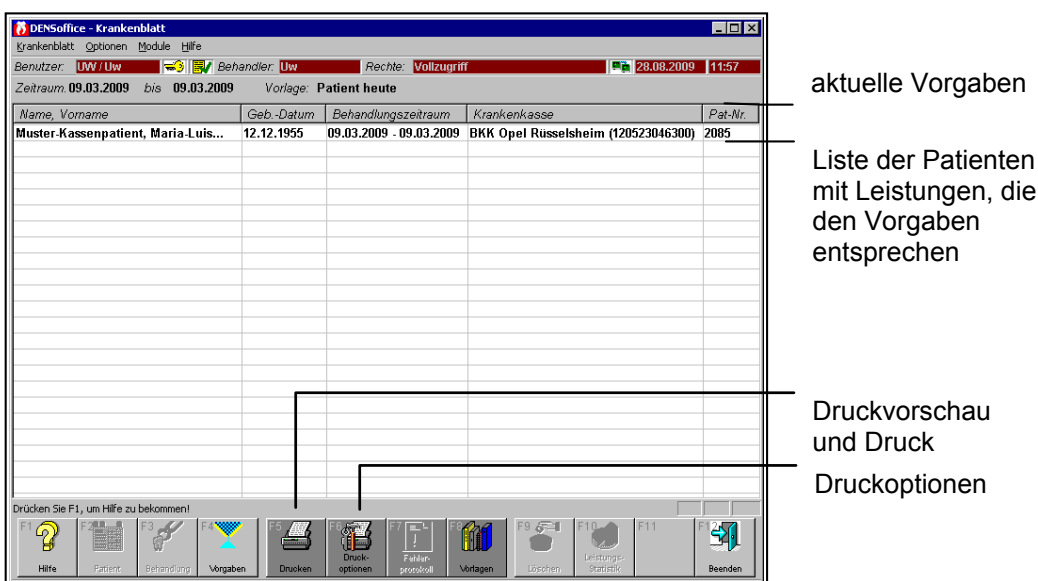 DENSoffice - Krankenblatt
Krankenblatt Optionen Module Hilfe
Benutzer: UW / Uw Behandler: Uw Rechte: Vollzugriff 28.08.2009 11:57
Zeitraum: 09.03.2009 bis 09.03.2009 Vorlage: Patient heute
Name, Vorname Geb.-Datum Behandlungszeitraum Krankenkasse Pat-Nr.
Muster-Kassenpatient, Maria-Luis... 12.12.1955 09.03.2009 - 09.03.2009 BKK Opel Rüsselsheim (120523046300) 2085
aktuelle Vorgaben
Liste der Patienten
mit Leistungen, die
den Vorgaben
entsprechen
Druckvorschau
und Druck
Druckoptionen
Drücken Sie F1, um Hilfe zu bekommen!
F1 Hilfe
F2 Patient
F3 Behandlung
F4 Vorgaben
F5 Drucken
F6 Druck-
optionen
F7 Fehler-
protokoll
F8 Vorlagen
F9 Löschen
F10 Leistungs-
Statistik
F11
F12 Beenden